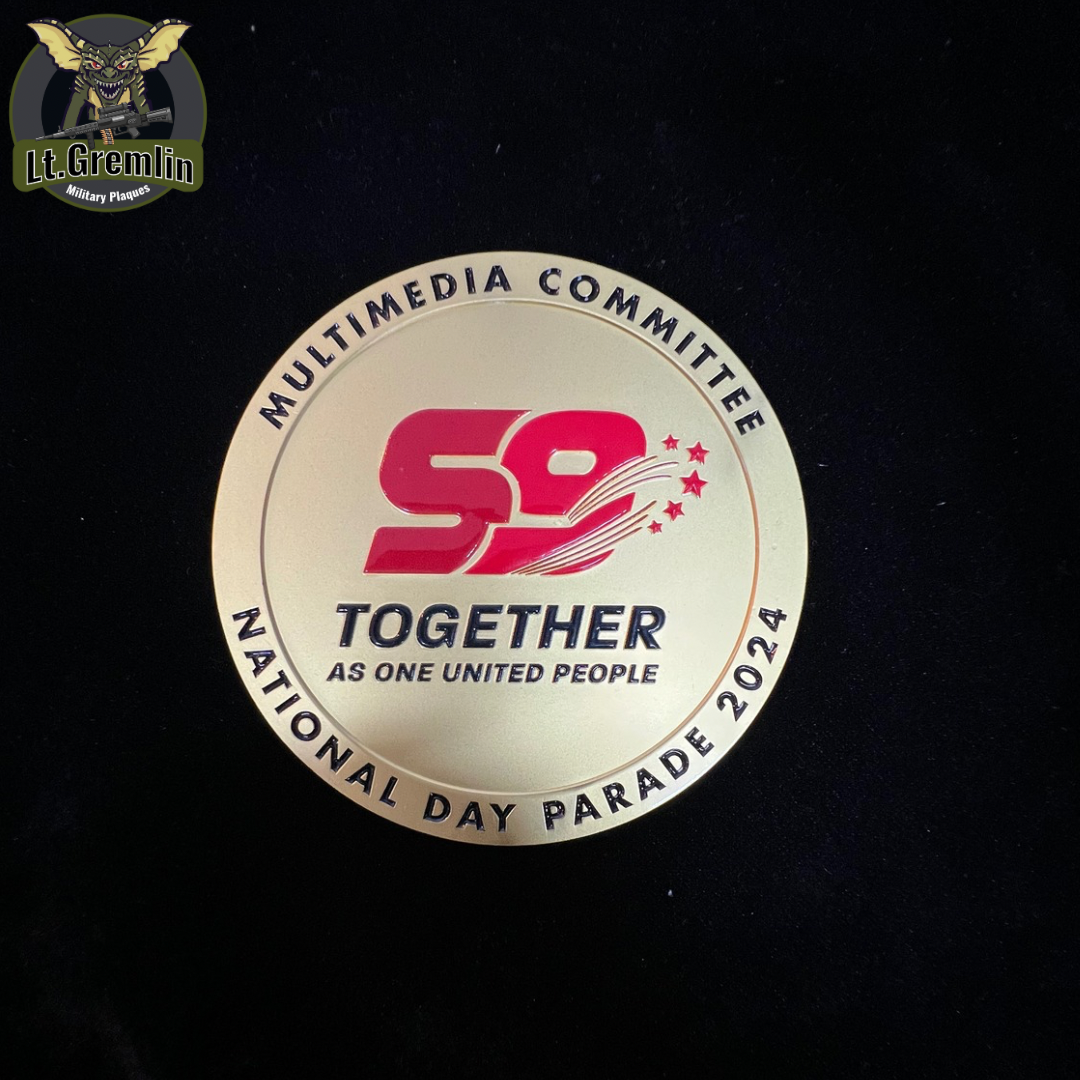 Lt.Gremlin
Military Plaques
MULTIMEDIA COMMITTEE
59
TOGETHER
AS ONE UNITED PEOPLE
NATIONAL DAY PARADE 2024